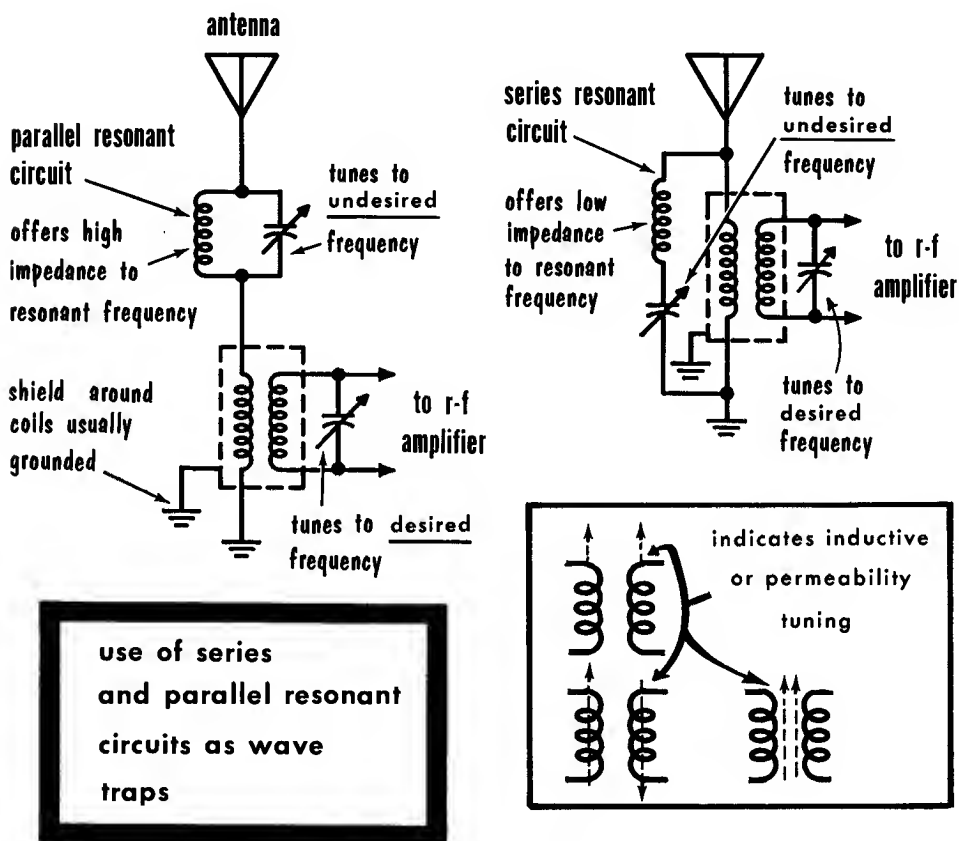 antenna
parallel resonant
circuit
offers high
impedance to
resonant frequency
tunes to
undesired
frequency
shield around
coils usually
grounded
to r-f
amplifier
tunes to desired
frequency
series resonant
circuit
offers low
impedance
to resonant
frequency
tunes to
undesired
frequency
to r-f
amplifier
tunes to
desired
frequency
use of series
and parallel resonant
circuits as wave
traps
indicates inductive
or permeability
tuning